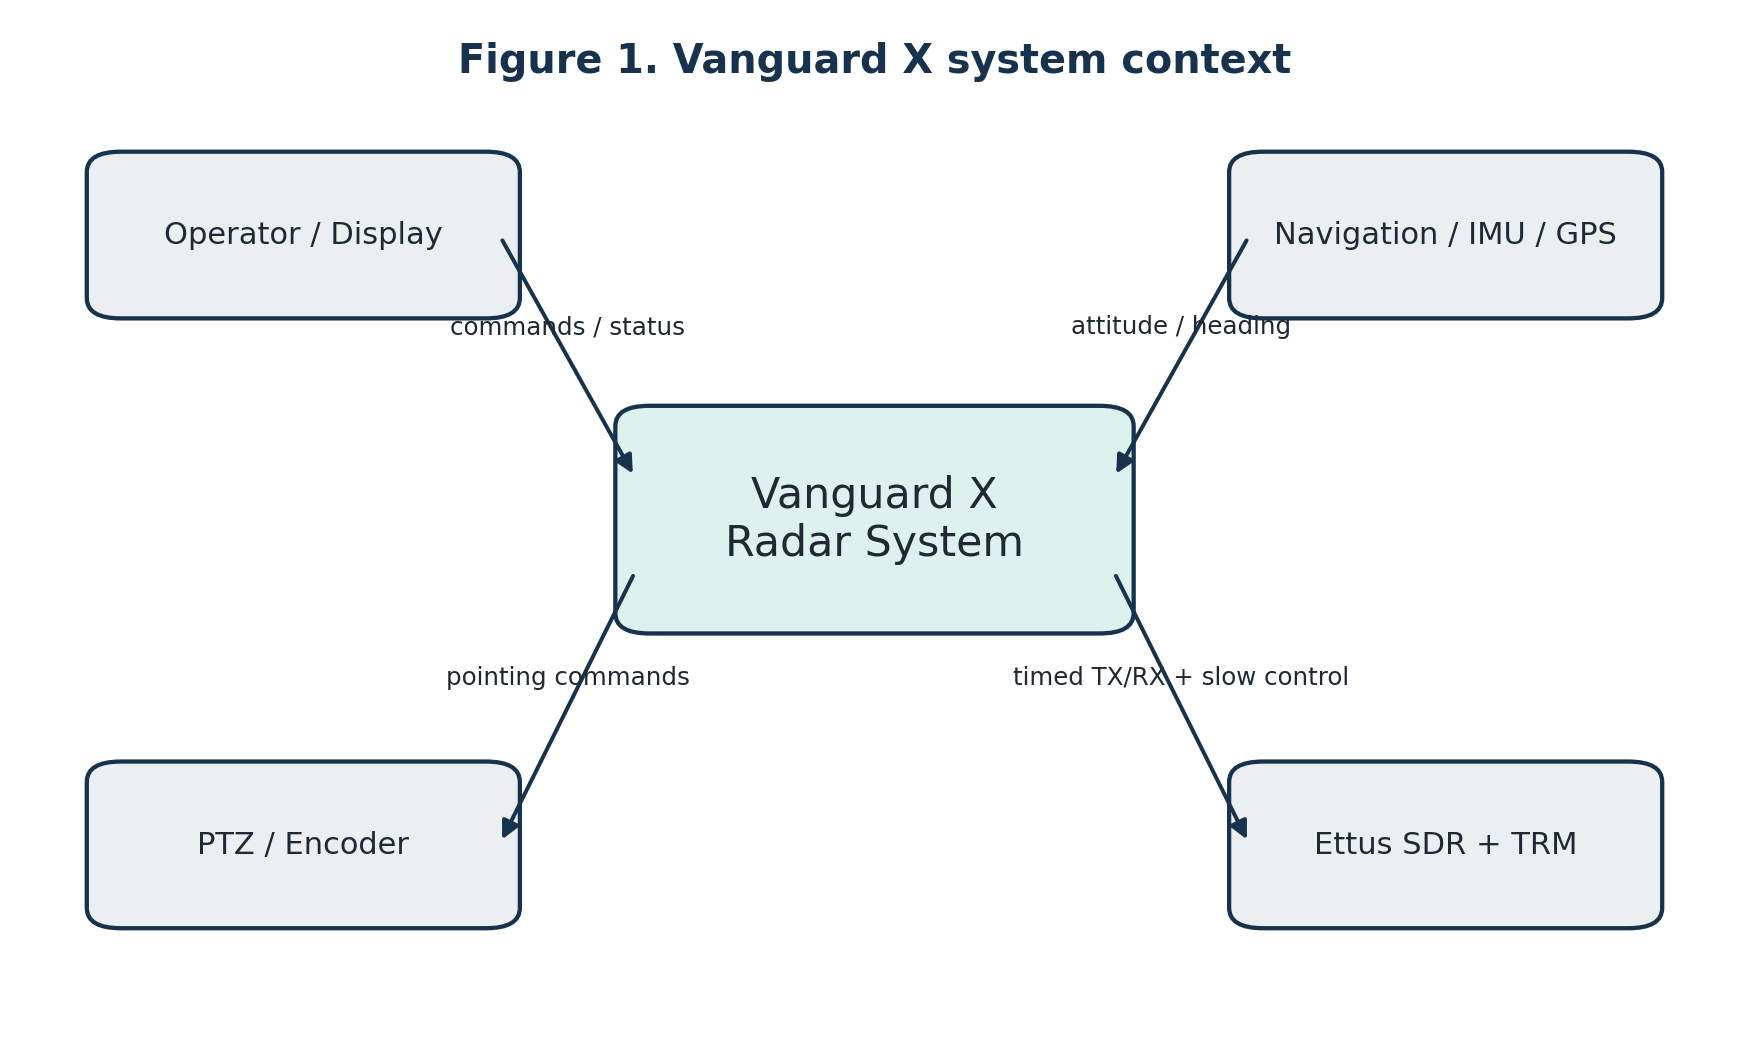 Figure 1. Vanguard X system context
Operator / Display
Navigation / IMU / GPS
commands / status
attitude / heading
Vanguard X
Radar System
pointing commands
timed TX/RX + slow control
PTZ / Encoder
Ettus SDR + TRM